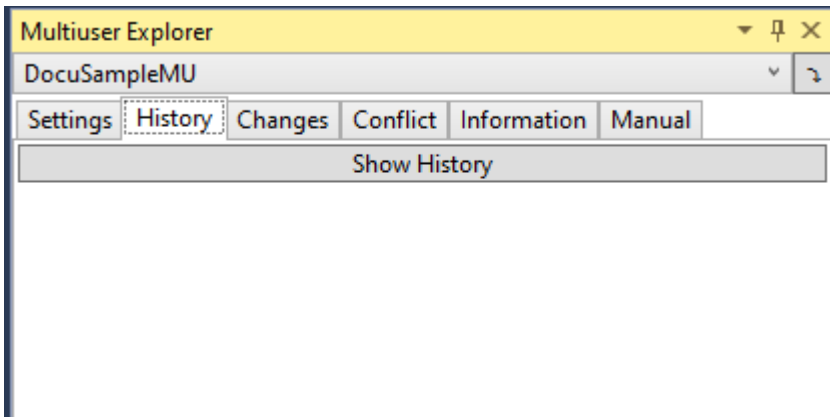 Multiuser Explorer
DocuSampleMU
Settings History Changes Conflict Information Manual
Show History